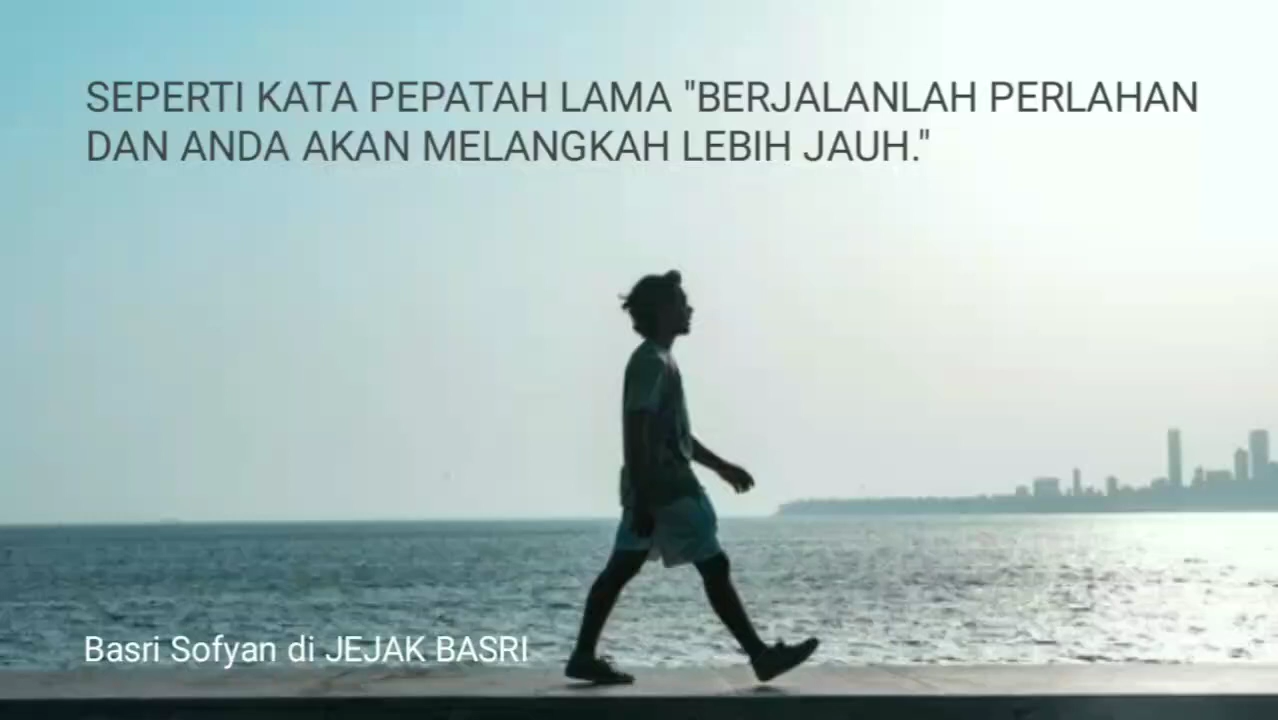 SEPERTI KATA PEPATAH LAMA "BERJALANLAH PERLAHAN
DAN ANDA AKAN MELANGKAH LEBIH JAUH."
Basri Sofyan di JEJAK BASRI